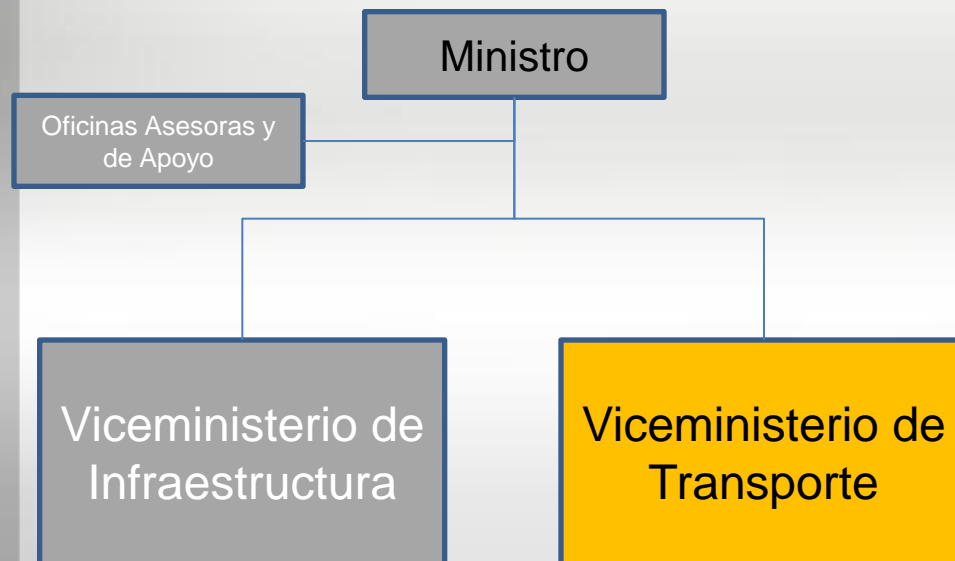 Ministro
Oficinas Asesoras y
de Apoyo
Viceministerio de
Infraestructura
Viceministerio de
Transporte